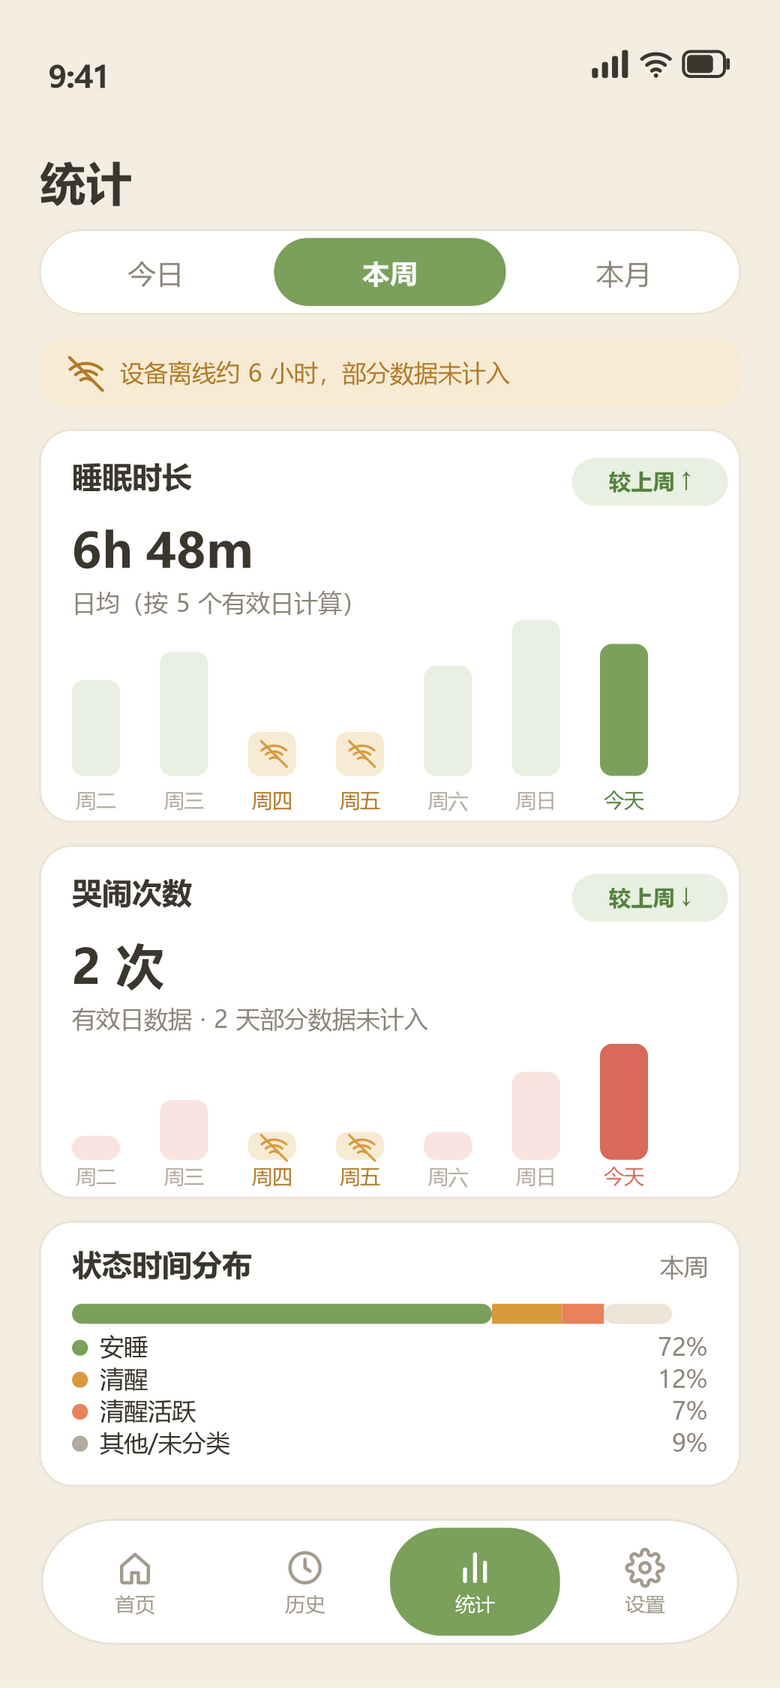 9:41
统计
今日 本周 本月
设备离线约 6 小时，部分数据未计入
睡眠时长 较上周↑
6h 48m
日均（按 5 个有效日计算）
周二 周三 周四 周五 周六 周日 今天
哭闹次数 较上周↓
2 次
有效日数据 · 2 天部分数据未计入
周二 周三 周四 周五 周六 周日 今天
状态时间分布 本周
安睡 72%
清醒 12%
清醒活跃 7%
其他/未分类 9%
首页 历史 统计 设置